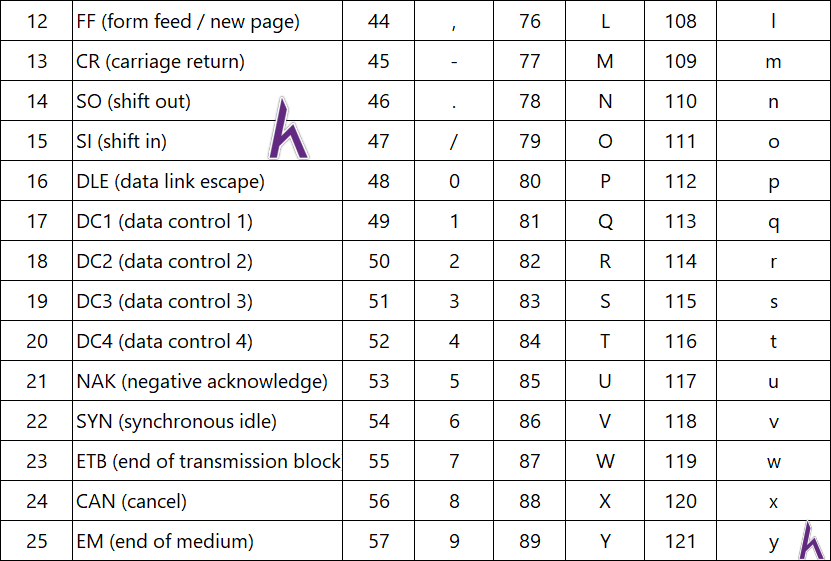 12 FF (form feed / new page) 44 , 76 L 108 l
13 CR (carriage return) 45 - 77 M 109 m
14 SO (shift out) 46 . 78 N 110 n
15 SI (shift in) 47 / 79 O 111 o
16 DLE (data link escape) 48 0 80 P 112 p
17 DC1 (data control 1) 49 1 81 Q 113 q
18 DC2 (data control 2) 50 2 82 R 114 r
19 DC3 (data control 3) 51 3 83 S 115 s
20 DC4 (data control 4) 52 4 84 T 116 t
21 NAK (negative acknowledge) 53 5 85 U 117 u
22 SYN (synchronous idle) 54 6 86 V 118 v
23 ETB (end of transmission block 55 7 87 W 119 w
24 CAN (cancel) 56 8 88 X 120 x
25 EM (end of medium) 57 9 89 Y 121 y